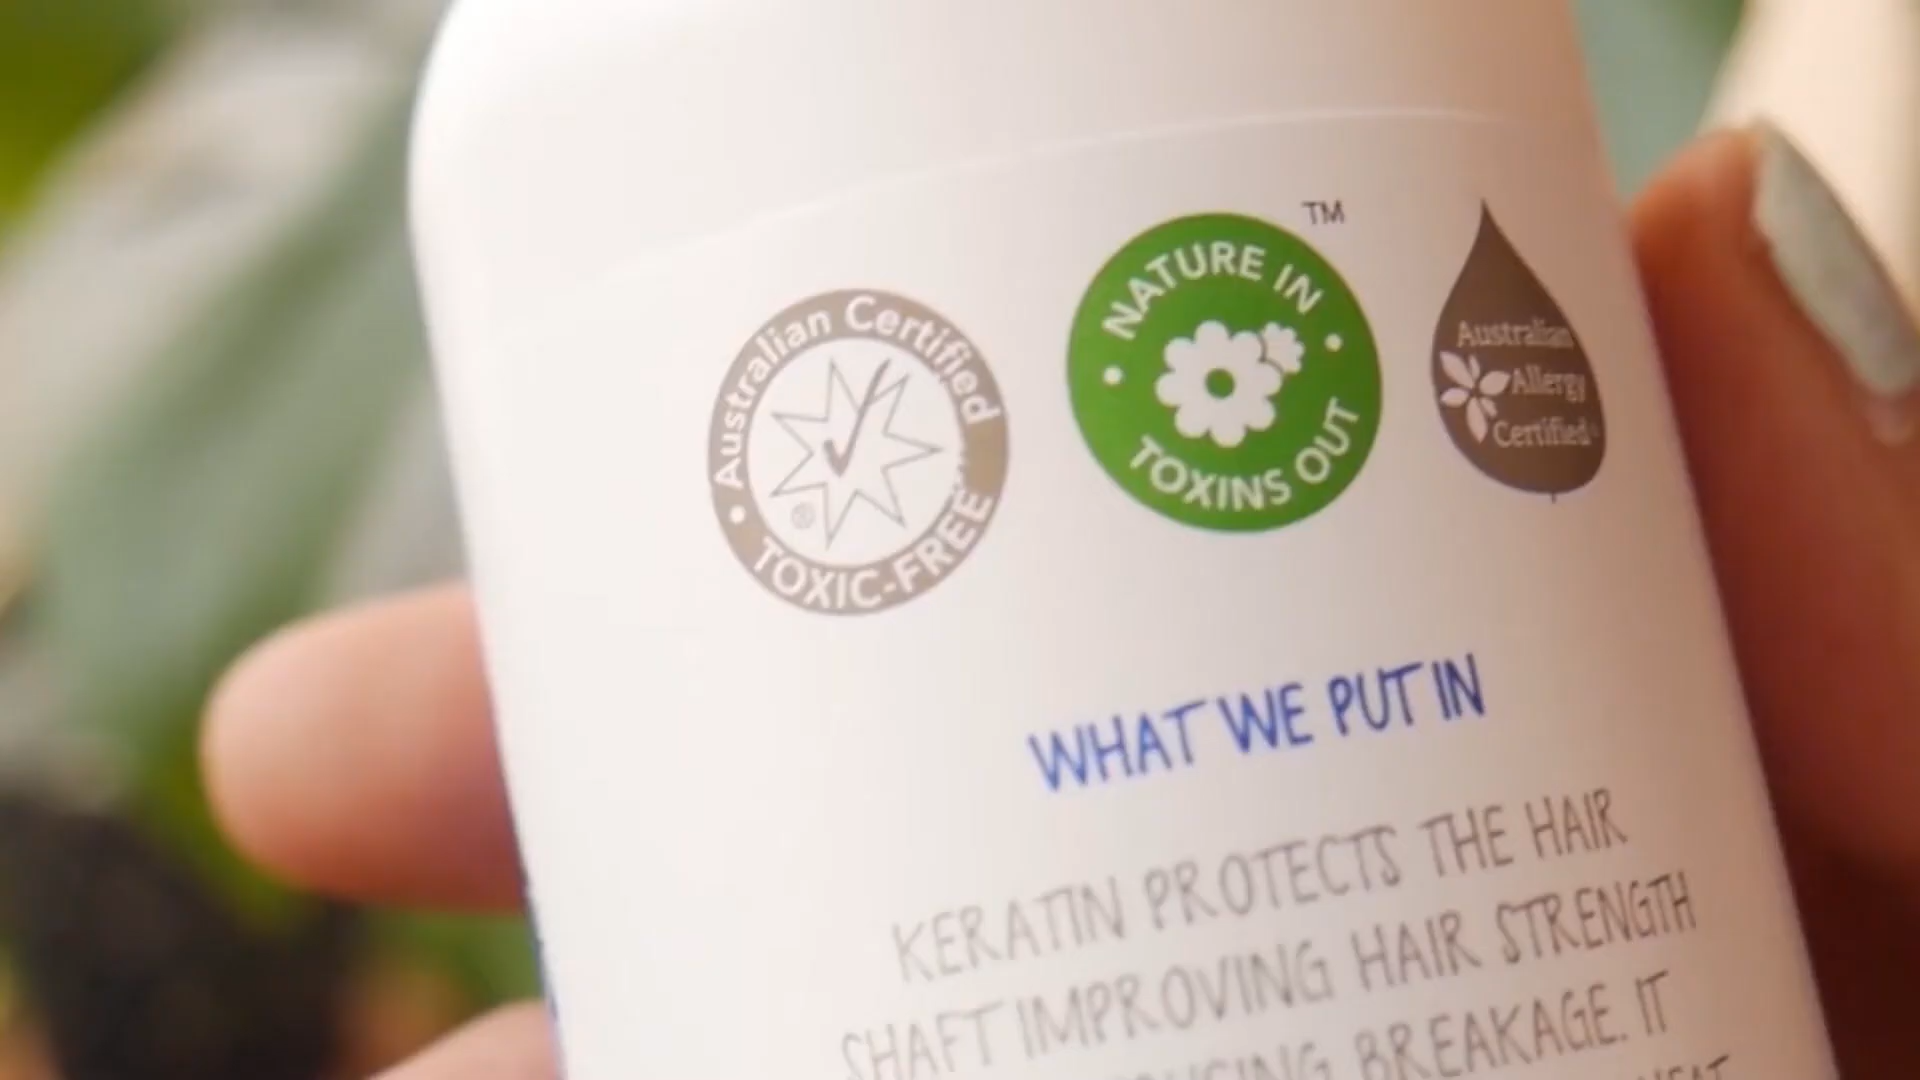 Australian Certified
TOXIC-FREE
®
NATURE IN
TOXINS OUT
TM
Australian
Allergy
Certified
WHAT WE PUT IN
KERATIN PROTECTS THE HAIR
SHAFT IMPROVING HAIR STRENGTH
BREAKAGE. IT